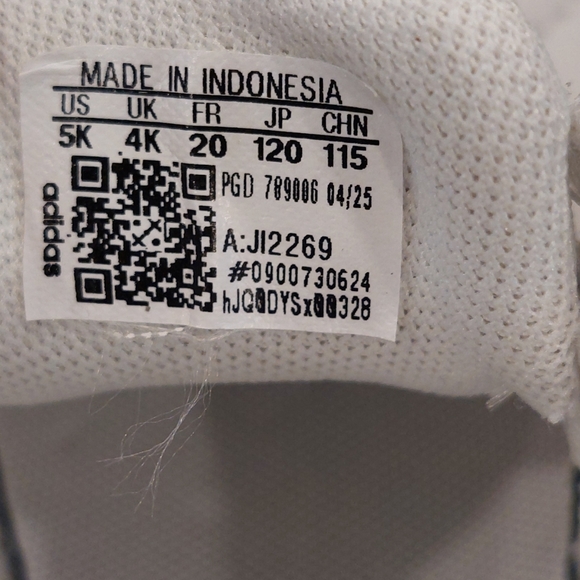 MADE IN INDONESIA
US UK FR JP CHN
5K 4K 20 120 115
PGD 789006 04/25
adidas
A:JI2269
#0900730624